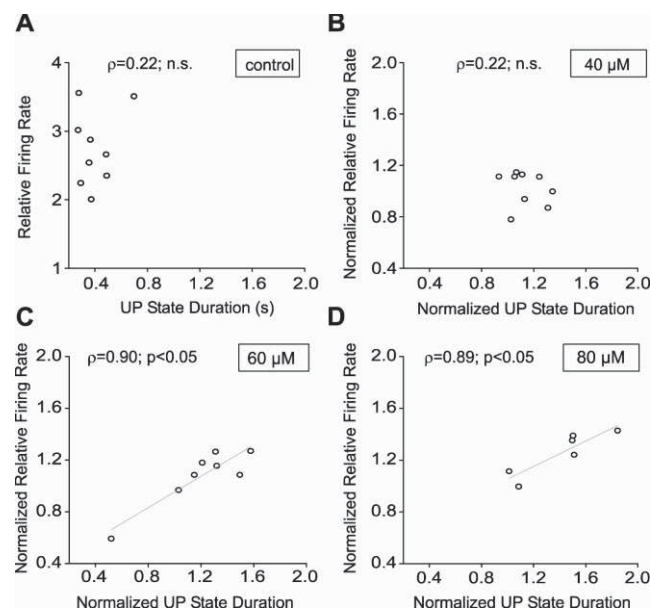 A
ρ=0.22; n.s.
control
Relative Firing Rate
4
3
2
1
0.4
0.8
1.2
1.6
2.0
UP State Duration (s)
B
ρ=0.22; n.s.
40 µM
Normalized Relative Firing Rate
2.0
1.6
1.2
0.8
0.4
0.4
0.8
1.2
1.6
2.0
Normalized UP State Duration
C
ρ=0.90; p<0.05
60 µM
Normalized Relative Firing Rate
2.0
1.6
1.2
0.8
0.4
0.4
0.8
1.2
1.6
2.0
Normalized UP State Duration
D
ρ=0.89; p<0.05
80 µM
Normalized Relative Firing Rate
2.0
1.6
1.2
0.8
0.4
0.4
0.8
1.2
1.6
2.0
Normalized UP State Duration